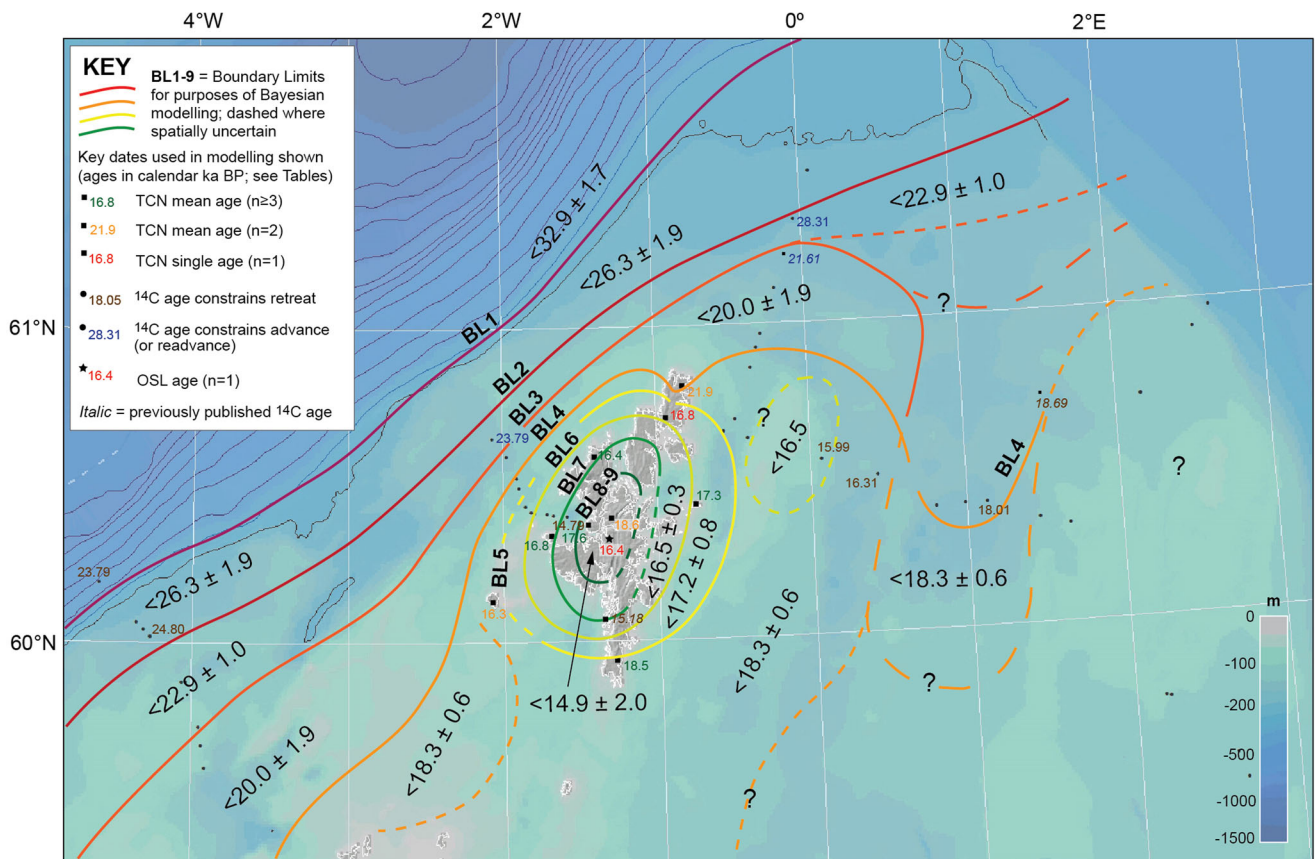 4°W 2°W 0° 2°E
KEY
BL1-9 = Boundary Limits
for purposes of Bayesian
modelling; dashed where
spatially uncertain
Key dates used in modelling shown
(ages in calendar ka BP; see Tables)
16.8 TCN mean age (n≥3)
21.9 TCN mean age (n=2)
16.8 TCN single age (n=1)
18.05 ¹⁴C age constrains retreat
28.31 ¹⁴C age constrains advance
(or readvance)
16.4 OSL age (n=1)
Italic = previously published ¹⁴C age
<32.9 ± 1.7
<22.9 ± 1.0
28.31
<26.3 ± 1.9
21.61
<20.0 ± 1.9
?
61°N
BL1
BL2
BL3
BL4
21.9
18.69
16.8
?
23.79
BL6
<16.5
15.99
BL4
16.4
BL7
?
16.31
BL8-9
17.3
18.01
18.6
14.79
17.6
16.8
16.4
<16.5 ± 0.3
<17.2 ± 0.8
23.79
<26.3 ± 1.9
BL5
<18.3 ± 0.6
16.3
15.18
24.80
60°N
18.5
<18.3 ± 0.6
<22.9 ± 1.0
?
<14.9 ± 2.0
<18.3 ± 0.6
<20.0 ± 1.9
?
m
0
-100
-200
-500
-1000
-1500